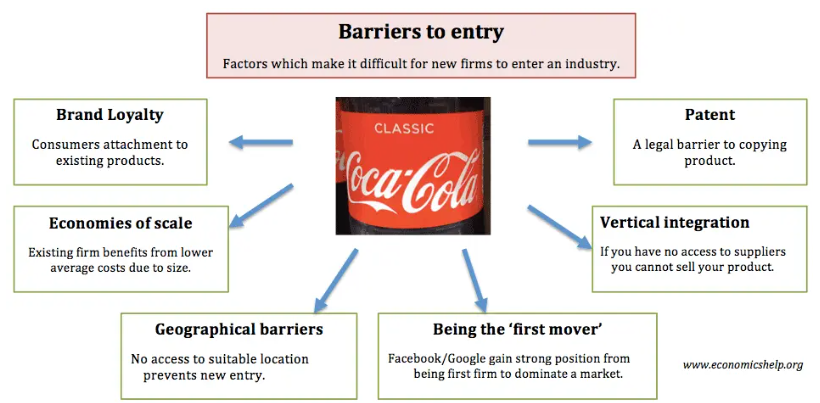 Barriers to entry
Factors which make it difficult for new firms to enter an industry.
Brand Loyalty
Consumers attachment to
existing products.
CLASSIC
Coca-Cola
Patent
A legal barrier to copying
product.
Economies of scale
Existing firm benefits from lower
average costs due to size.
Vertical integration
If you have no access to suppliers
you cannot sell your product.
Geographical barriers
No access to suitable location
prevents new entry.
Being the ‘first mover’
Facebook/Google gain strong position from
being first firm to dominate a market.
www.economicshelp.org